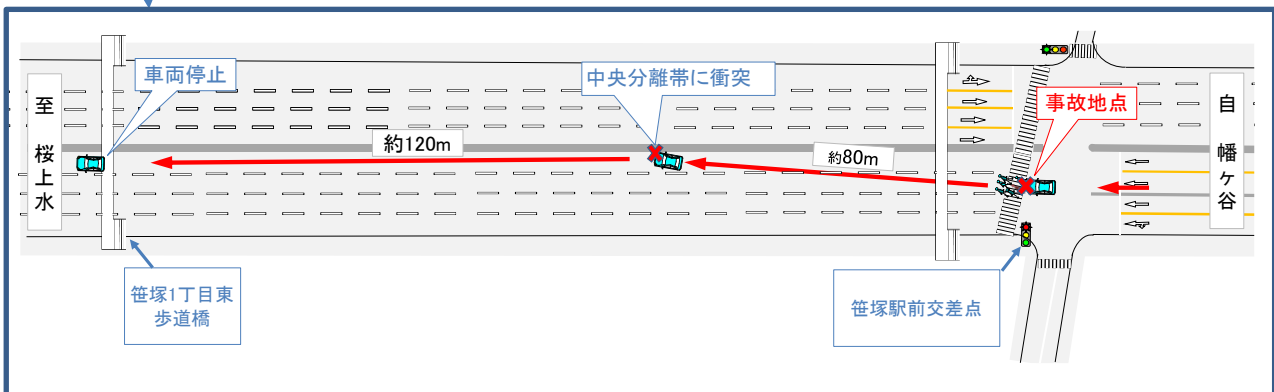 車両停止
中央分離帯に衝突
事故地点
至 桜上水
自 幡ヶ谷
約120m
約80m
笹塚1丁目東
歩道橋
笹塚駅前交差点